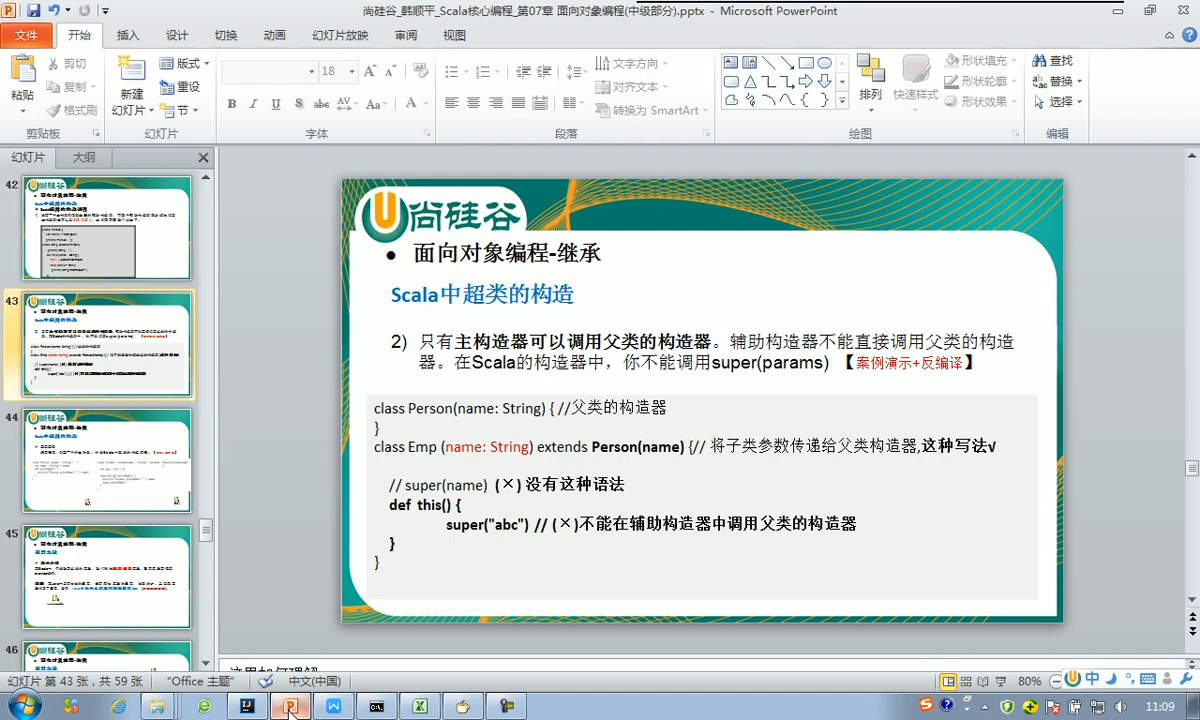 尚硅谷_韩顺平_Scala核心编程_第07章 面向对象编程(中级部分).pptx - Microsoft PowerPoint
文件 开始 插入 设计 切换 动画 幻灯片放映 审阅 视图
粘贴 剪切 复制 格式刷 新建 幻灯片 版式 重设 节 18 文字方向 对齐文本 转换为 SmartArt 排列 快速样式 形状填充 形状轮廓 形状效果 查找 替换 选择
剪贴板 幻灯片 字体 段落 绘图 编辑
幻灯片 大纲
42
43
44
45
46
尚硅谷
● 面向对象编程-继承
Scala中超类的构造
2) 只有主构造器可以调用父类的构造器。辅助构造器不能直接调用父类的构造
器。在Scala的构造器中，你不能调用super(params) 【案例演示+反编译】
class Person(name: String) { //父类的构造器
}
class Emp (name: String) extends Person(name) {// 将子类参数传递给父类构造器,这种写法√
// super(name) (×) 没有这种语法
def this() {
super("abc") // (×)不能在辅助构造器中调用父类的构造器
}
}
幻灯片 第 43 张，共 59 张 "Office 主题" 中文(中国) 80% 中
11:09